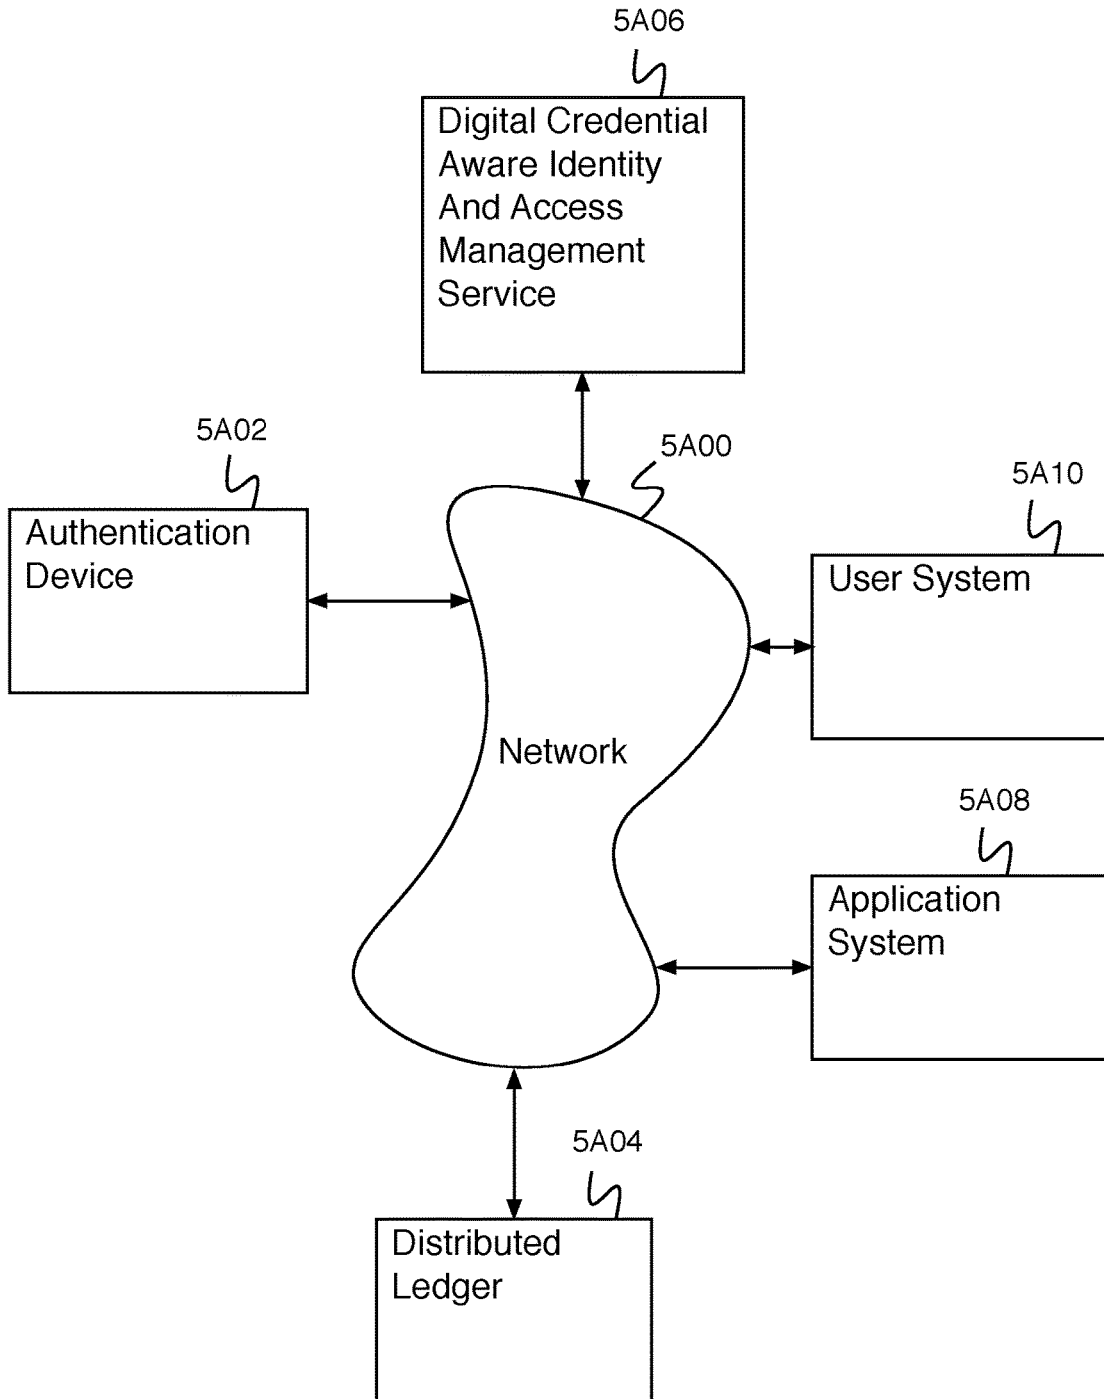 5A06
Digital Credential
Aware Identity
And Access
Management
Service
5A02
Authentication
Device
5A00
5A10
User System
Network
5A08
Application
System
5A04
Distributed
Ledger